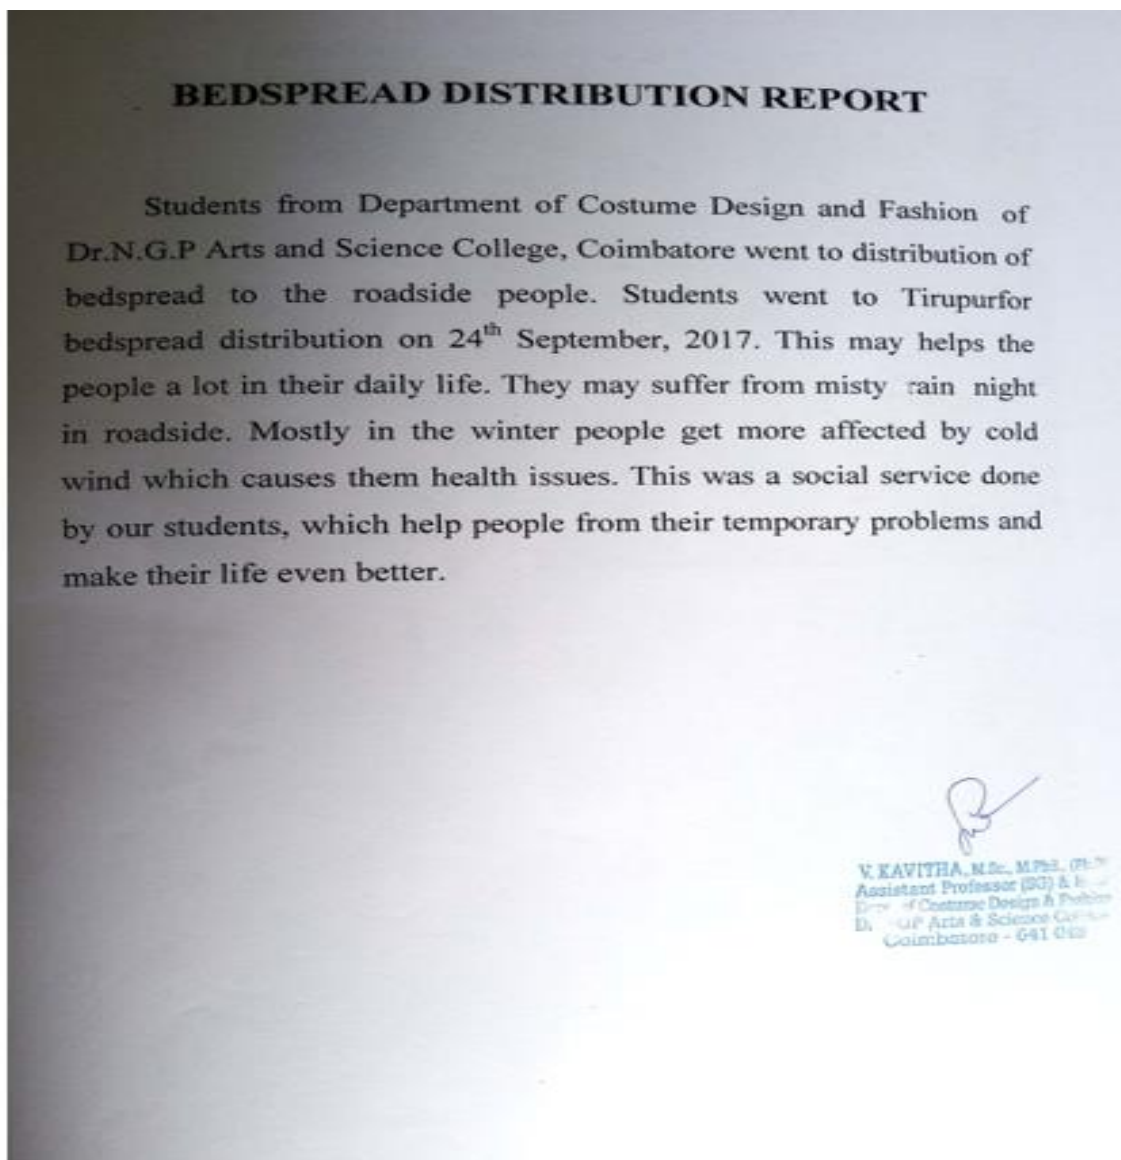 BEDSPREAD DISTRIBUTION REPORT
Students from Department of Costume Design and Fashion of
Dr.N.G.P Arts and Science College, Coimbatore went to distribution of
bedspread to the roadside people. Students went to Tirupurfor
bedspread distribution on 24th September, 2017. This may helps the
people a lot in their daily life. They may suffer from misty rain night
in roadside. Mostly in the winter people get more affected by cold
wind which causes them health issues. This was a social service done
by our students, which help people from their temporary problems and
make their life even better.
V. KAVITHA, M.Sc., M.Phil.,
Assistant Professor (SG) &
of Costume Design &
Arts & Science
Coimbatore - 641